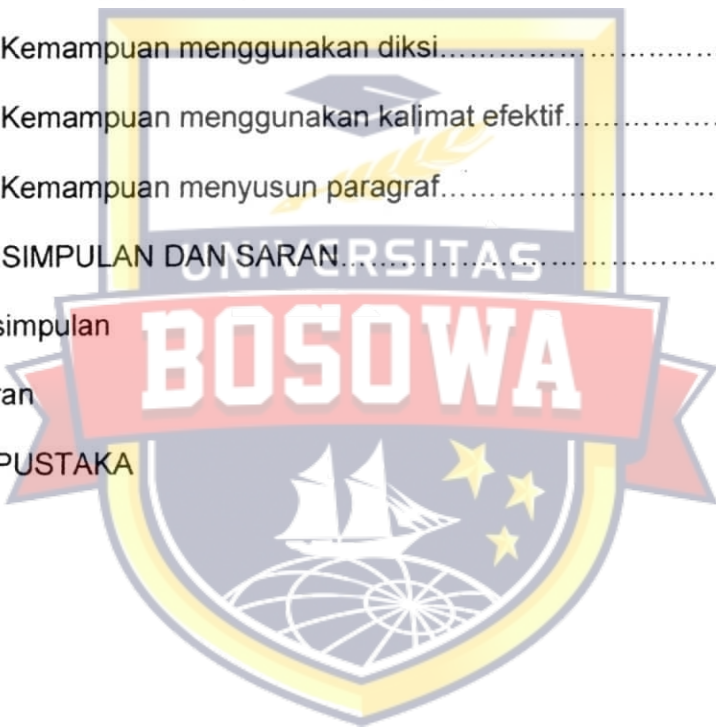 Kemampuan menggunakan diksi........................
Kemampuan menggunakan kalimat efektif...............
Kemampuan menyusun paragraf........................
SIMPULAN DAN SARAN..............................
UNIVERSITAS
simpulan
BOSOWA
ran
PUSTAKA